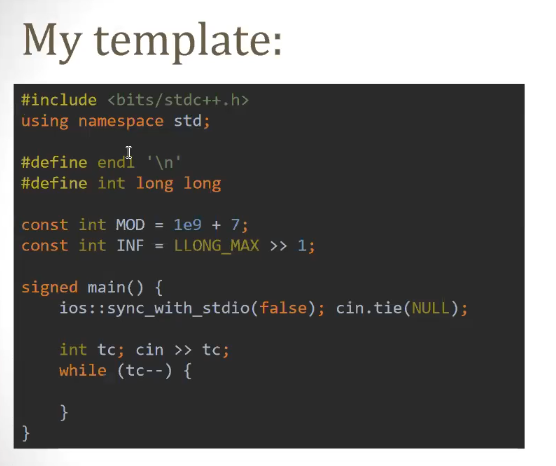 My template:
#include <bits/stdc++.h>
using namespace std;
#define endl '\n'
#define int long long
const int MOD = 1e9 + 7;
const int INF = LLONG_MAX >> 1;
signed main() {
ios::sync_with_stdio(false); cin.tie(NULL);
int tc; cin >> tc;
while (tc--) {
}
}